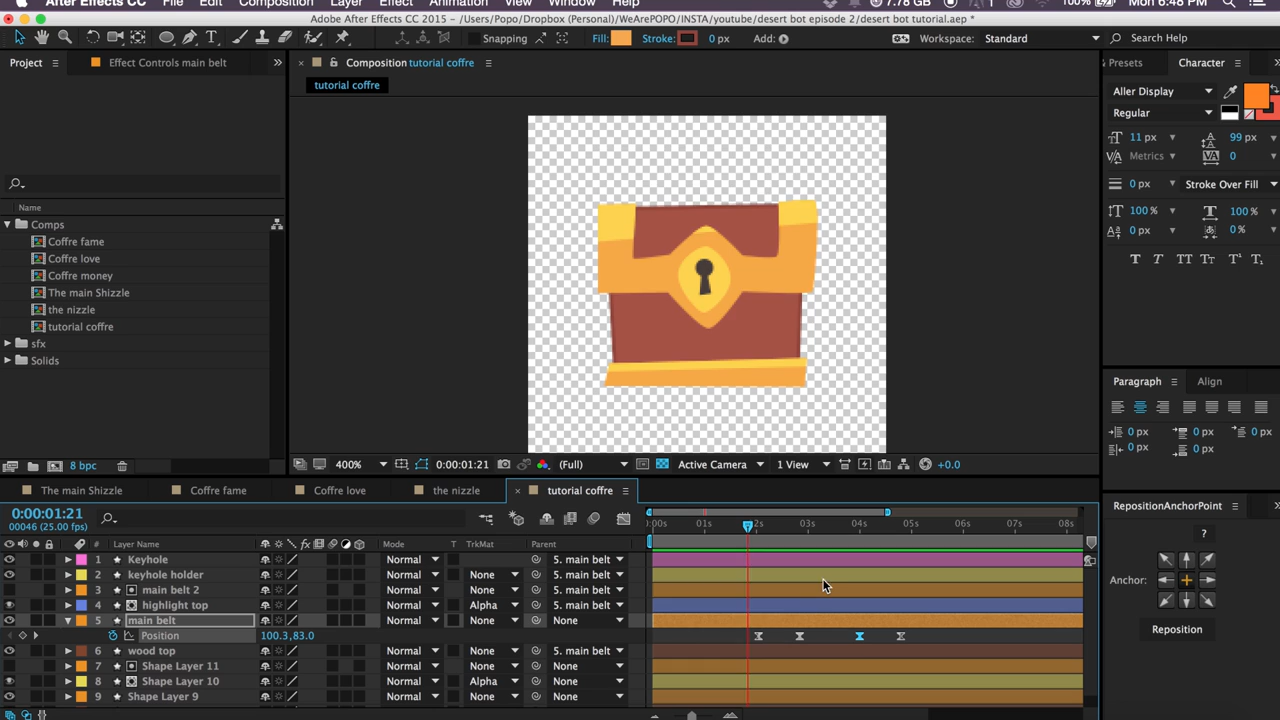 After Effects CC File Edit Composition Layer Effect Animation View Window Help 7.78 GB 1 100% Mon 6:48 PM
Adobe After Effects CC 2015 - /Users/Popo/Dropbox (Personal)/WeArePOPO/INSTA/youtube/desert bot episode 2/desert bot tutorial.aep *
Snapping Fill: Stroke: 0 px Add: Workspace: Standard Search Help
Project Effect Controls main belt Composition tutorial coffre Presets Character
tutorial coffre
Aller Display
Regular
11 px 99 px
Metrics 0
0 px Stroke Over Fill
100 % 100 %
0 px 0 %
T T TT Tт T¹ T₁
Name
Comps
Coffre fame
Coffre love
Coffre money
The main Shizzle
the nizzle
tutorial coffre
sfx
Solids
Paragraph Align
0 px 0 px 0 px
0 px 0 px
8 bpc 400% 0:00:01:21 (Full) Active Camera 1 View +0.0
The main Shizzle Coffre fame Coffre love the nizzle tutorial coffre
RepositionAnchorPoint
?
Anchor:
Reposition
0:00:01:21
00046 (25.00 fps)
:00s 01s 2s 03s 04s 05s 06s 07s 08s
# Layer Name Mode T TrkMat Parent
1 Keyhole Normal 5. main belt
2 keyhole holder Normal None 5. main belt
3 main belt 2 Normal None 5. main belt
4 highlight top Normal Alpha 5. main belt
5 main belt Normal None None
Position 100.3,83.0
6 wood top Normal None 5. main belt
7 Shape Layer 11 Normal None None
8 Shape Layer 10 Normal Alpha None
9 Shape Layer 9 Normal None None